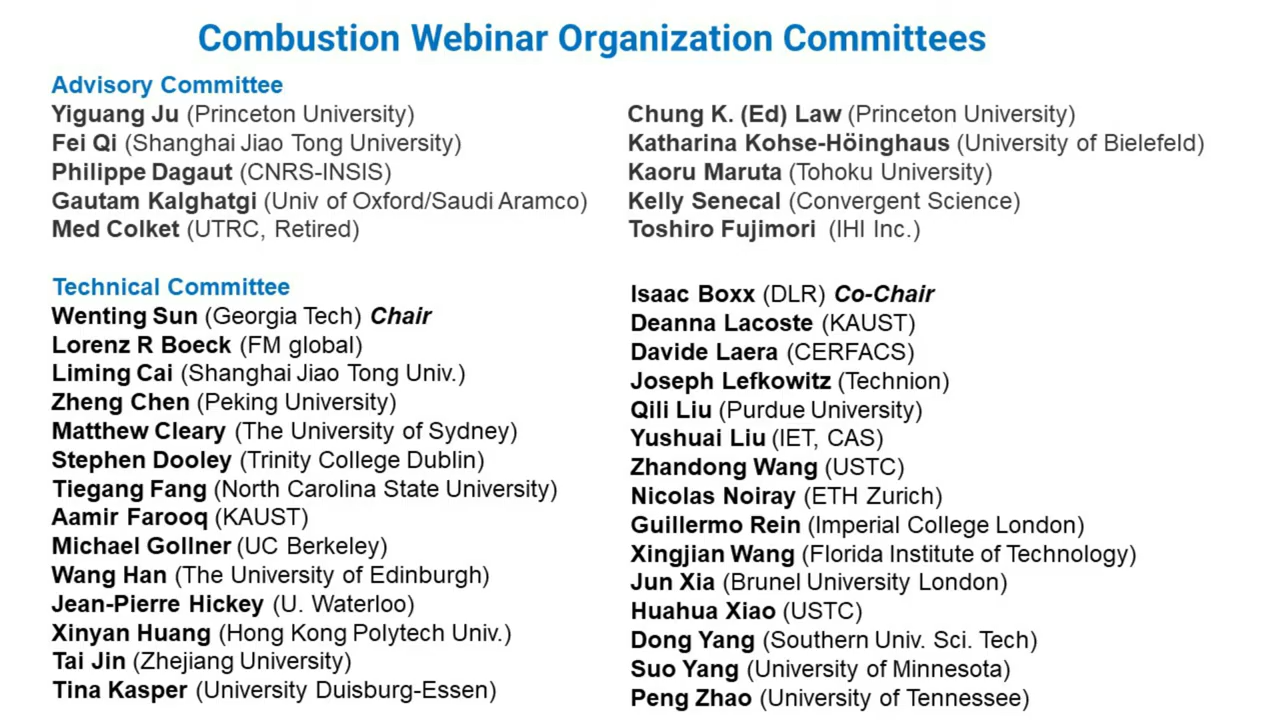 Combustion Webinar Organization Committees
Advisory Committee
Yiguang Ju (Princeton University)
Fei Qi (Shanghai Jiao Tong University)
Philippe Dagaut (CNRS-INSIS)
Gautam Kalghatgi (Univ of Oxford/Saudi Aramco)
Med Colket (UTRC, Retired)
Chung K. (Ed) Law (Princeton University)
Katharina Kohse-Höinghaus (University of Bielefeld)
Kaoru Maruta (Tohoku University)
Kelly Senecal (Convergent Science)
Toshiro Fujimori (IHI Inc.)
Technical Committee
Wenting Sun (Georgia Tech) Chair
Lorenz R Boeck (FM global)
Liming Cai (Shanghai Jiao Tong Univ.)
Zheng Chen (Peking University)
Matthew Cleary (The University of Sydney)
Stephen Dooley (Trinity College Dublin)
Tiegang Fang (North Carolina State University)
Aamir Farooq (KAUST)
Michael Gollner (UC Berkeley)
Wang Han (The University of Edinburgh)
Jean-Pierre Hickey (U. Waterloo)
Xinyan Huang (Hong Kong Polytech Univ.)
Tai Jin (Zhejiang University)
Tina Kasper (University Duisburg-Essen)
Isaac Boxx (DLR) Co-Chair
Deanna Lacoste (KAUST)
Davide Laera (CERFACS)
Joseph Lefkowitz (Technion)
Qili Liu (Purdue University)
Yushuai Liu (IET, CAS)
Zhandong Wang (USTC)
Nicolas Noiray (ETH Zurich)
Guillermo Rein (Imperial College London)
Xingjian Wang (Florida Institute of Technology)
Jun Xia (Brunel University London)
Huahua Xiao (USTC)
Dong Yang (Southern Univ. Sci. Tech)
Suo Yang (University of Minnesota)
Peng Zhao (University of Tennessee)